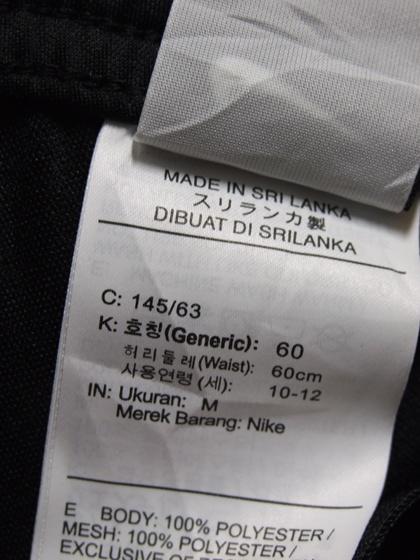 MADE IN SRI LANKA
スリランカ製
DIBUAT DI SRILANKA
C: 145/63
K: 호칭(Generic): 60
허리둘레(Waist): 60cm
사용연령(세): 10-12
IN: Ukuran: M
Merek Barang: Nike
E BODY: 100% POLYESTER/
MESH: 100% POLYESTER/
EXCLUSIVE OF